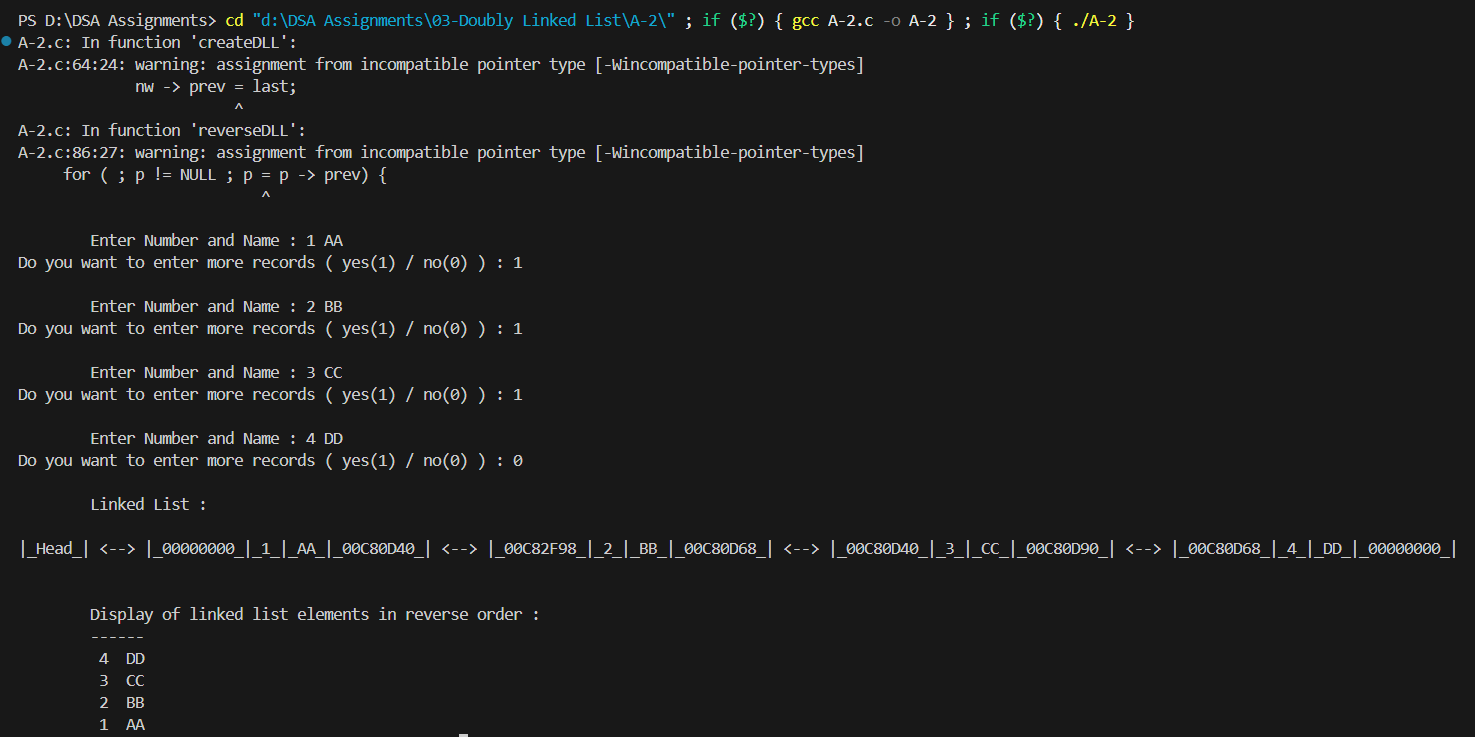 PS D:\DSA Assignments> cd "d:\DSA Assignments\03-Doubly Linked List\A-2\" ; if ($?) { gcc A-2.c -o A-2 } ; if ($?) { ./A-2 }
A-2.c: In function 'createDLL':
A-2.c:64:24: warning: assignment from incompatible pointer type [-Wincompatible-pointer-types]
             nw -> prev = last;
                        ^
A-2.c: In function 'reverseDLL':
A-2.c:86:27: warning: assignment from incompatible pointer type [-Wincompatible-pointer-types]
     for ( ; p != NULL ; p = p -> prev) {
                           ^
        Enter Number and Name : 1 AA
Do you want to enter more records ( yes(1) / no(0) ) : 1
        Enter Number and Name : 2 BB
Do you want to enter more records ( yes(1) / no(0) ) : 1
        Enter Number and Name : 3 CC
Do you want to enter more records ( yes(1) / no(0) ) : 1
        Enter Number and Name : 4 DD
Do you want to enter more records ( yes(1) / no(0) ) : 0
        Linked List :
|_Head_| <--> |_00000000_|_1_|_AA_|_00C80D40_| <--> |_00C82F98_|_2_|_BB_|_00C80D68_| <--> |_00C80D40_|_3_|_CC_|_00C80D90_| <--> |_00C80D68_|_4_|_DD_|_00000000_|
        Display of linked list elements in reverse order :
        ------
         4  DD
         3  CC
         2  BB
         1  AA